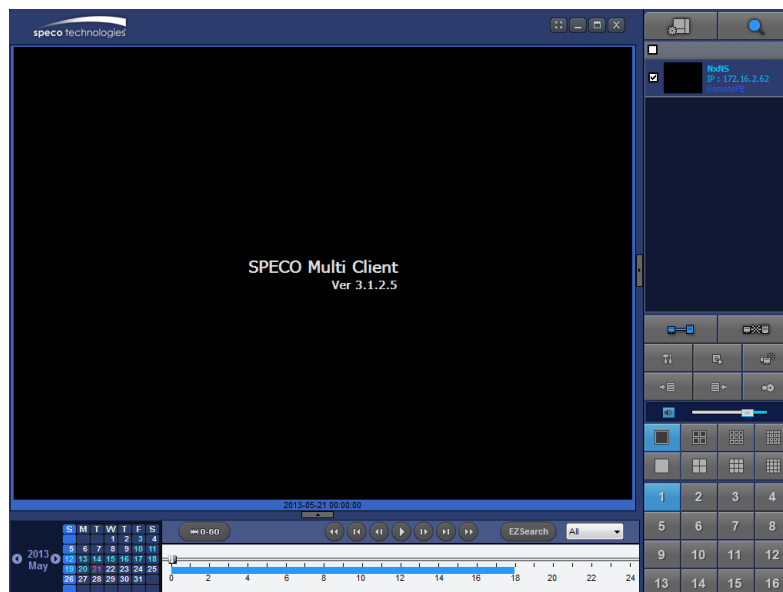 speco technologies
NxNS
IP : 172.16.2.62
RemotePB
SPECO Multi Client
Ver 3.1.2.5
2013-05-21 00:00:00
2013
May
S M T W T F S
1 2 3 4
5 6 7 8 9 10 11
12 13 14 15 16 17 18
19 20 21 22 23 24 25
26 27 28 29 30 31
0-60
EZSearch
All
0 2 4 6 8 10 12 14 16 18 20 22 24
1 2 3 4
5 6 7 8
9 10 11 12
13 14 15 16